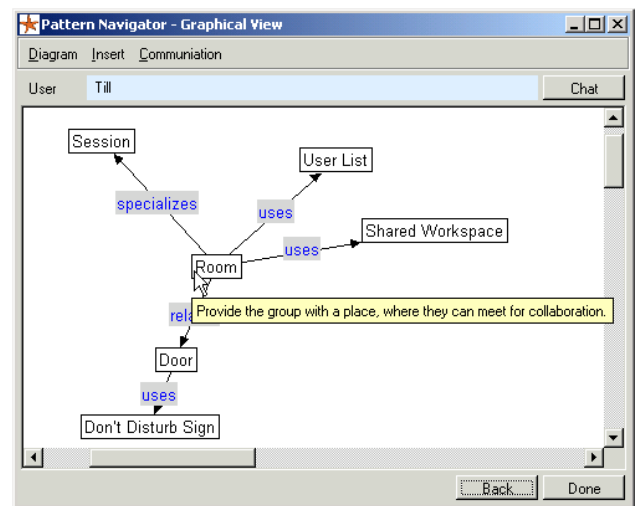 Pattern Navigator - Graphical View
Diagram Insert Communiation
User Till Chat
Session
User List
specializes
uses
Shared Workspace
uses
Room
Provide the group with a place, where they can meet for collaboration.
Door
uses
Don't Disturb Sign
Back Done